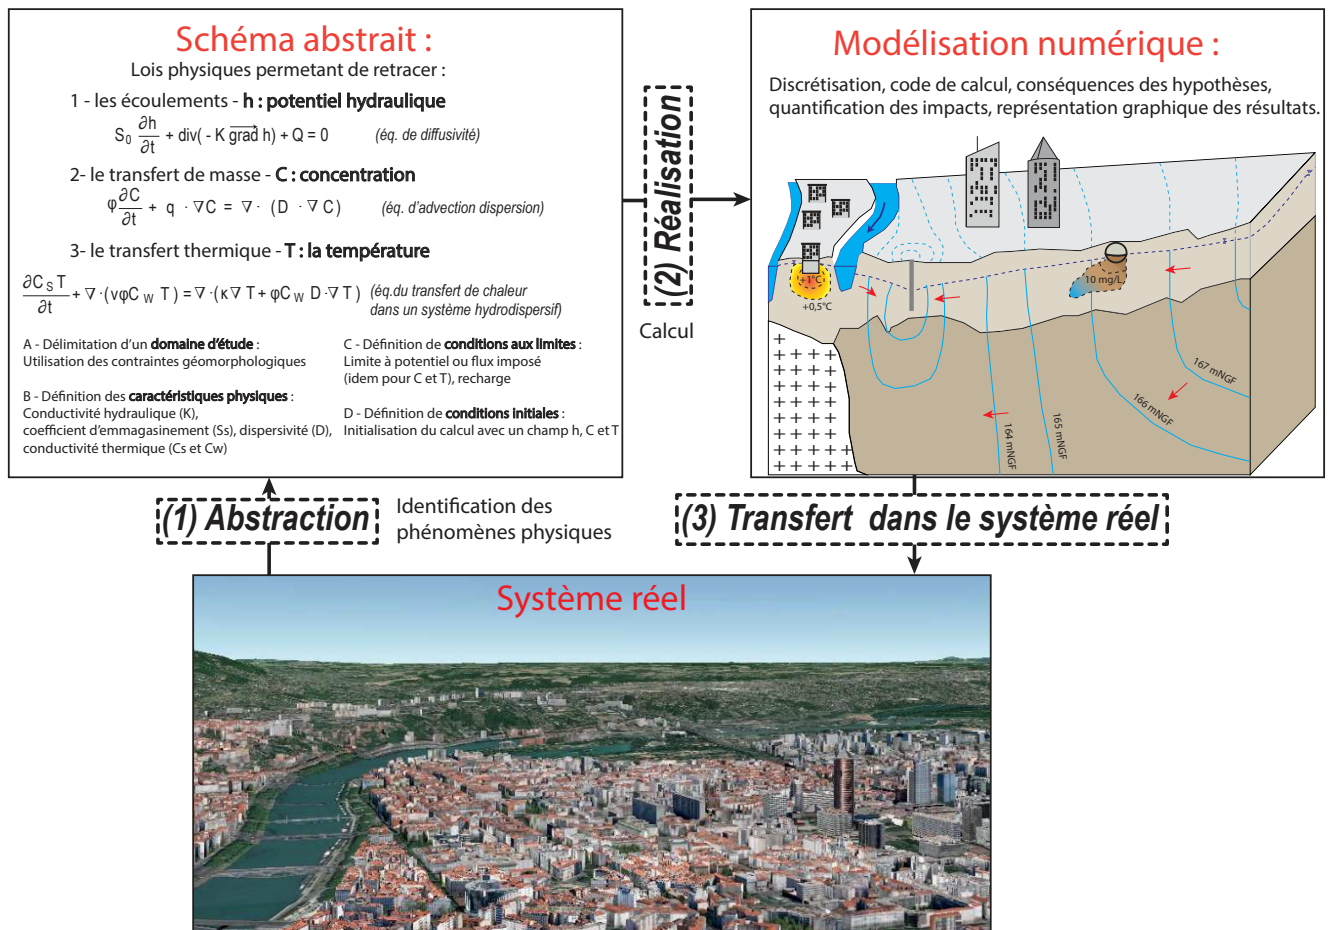 Schéma abstrait :
Lois physiques permetant de retracer :
1 - les écoulements - h : potentiel hydraulique
S₀ ∂h/∂t + div( - K grad h) + Q = 0 (éq. de diffusivité)
2- le transfert de masse - C : concentration
φ ∂C/∂t + q · ∇C = ∇ · (D · ∇ C) (éq. d'advection dispersion)
3- le transfert thermique - T : la température
∂C_S T/∂t + ∇ ·(vφC_W T ) = ∇ ·(κ∇ T + φC_W D ·∇ T ) (éq.du transfert de chaleur
dans un système hydrodispersif)
A - Délimitation d'un domaine d'étude :
Utilisation des contraintes géomorphologiques
B - Définition des caractéristiques physiques :
Conductivité hydraulique (K),
coefficient d'emmagasinement (Ss), dispersivité (D),
conductivité thermique (Cs et Cw)
C - Définition de conditions aux limites :
Limite à potentiel ou flux imposé
(idem pour C et T), recharge
D - Définition de conditions initiales :
Initialisation du calcul avec un champ h, C et T
(2) Réalisation
Calcul
Modélisation numérique :
Discrétisation, code de calcul, conséquences des hypothèses,
quantification des impacts, représentation graphique des résultats.
+1°C
+0,5°C
10 mg/L
167 mNGF
166 mNGF
165 mNGF
164 mNGF
(1) Abstraction
Identification des
phénomènes physiques
(3) Transfert dans le système réel
Système réel